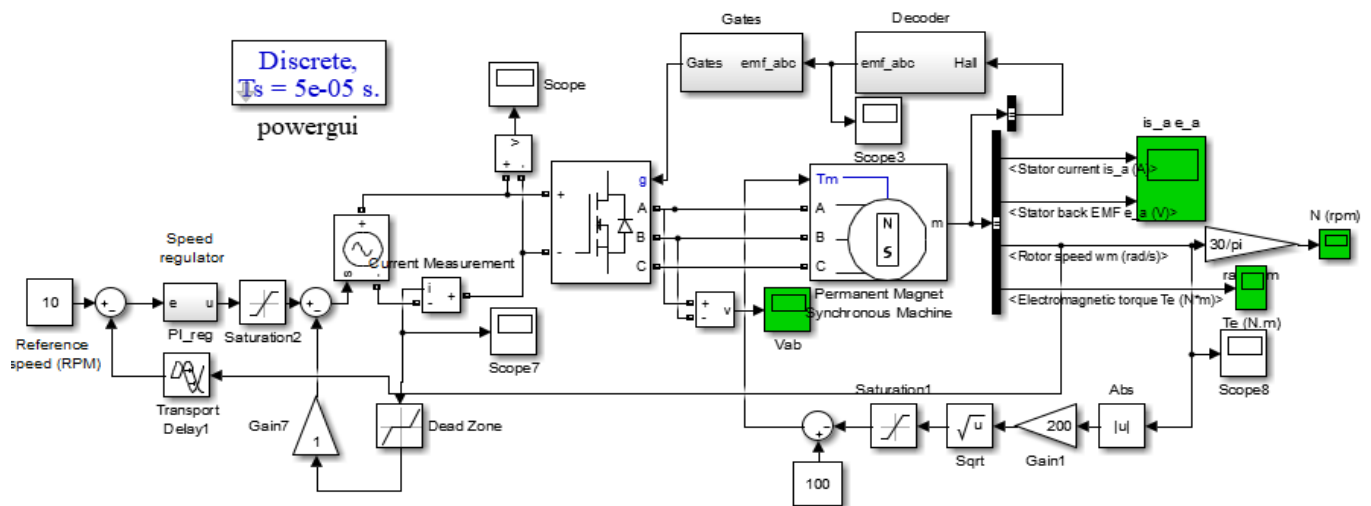 Gates
Decoder
Discrete,
Ts = 5e-05 s.
powergui
Scope
Gates
emf_abc
emf_abc
Hall
Scope3
is_a e_a
<Stator current is_a (A)>
<Stator back EMF e_a (V)>
<Rotor speed wm (rad/s)>
<Electromagnetic torque Te (N*m)>
N (rpm)
30/pi
Te (N.m)
Scope8
v
+
-
g
+
A
B
-
C
Tm
A
B
C
N
S
m
Permanent Magnet
Synchronous Machine
+
s
-
Current Measurement
i
+
-
Scope7
+
v
-
Vab
Speed
regulator
10
Reference
speed (RPM)
+
-
e
u
PI_reg
Saturation2
+
-
Transport
Delay1
Gain7
1
Dead Zone
Saturation1
+
-
100
√u
Sqrt
200
Gain1
Abs
|u|